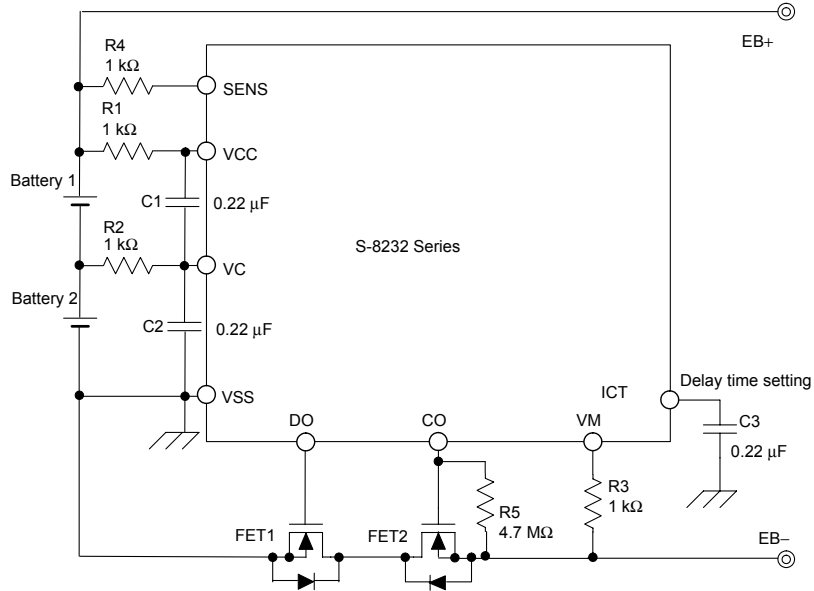 EB+
R4
1 kΩ
SENS
R1
1 kΩ
VCC
Battery 1
C1
0.22 μF
R2
1 kΩ
S-8232 Series
VC
Battery 2
C2
0.22 μF
ICT
Delay time setting
VSS
DO
CO
VM
C3
0.22 μF
R3
1 kΩ
R5
4.7 MΩ
FET1
FET2
EB−